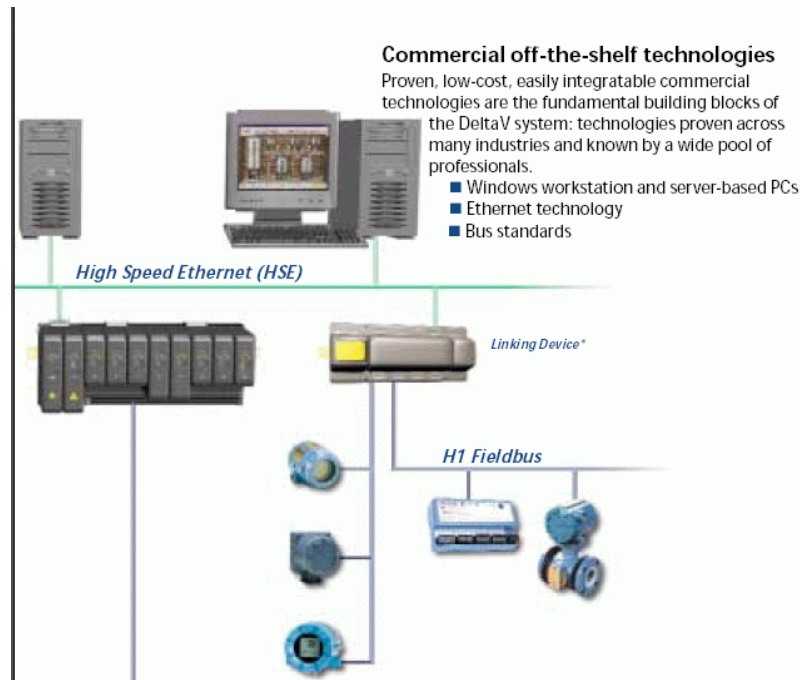 Commercial off-the-shelf technologies
Proven, low-cost, easily integratable commercial
technologies are the fundamental building blocks of
the DeltaV system: technologies proven across
many industries and known by a wide pool of
professionals.
■ Windows workstation and server-based PCs
■ Ethernet technology
■ Bus standards
High Speed Ethernet (HSE)
Linking Device*
H1 Fieldbus